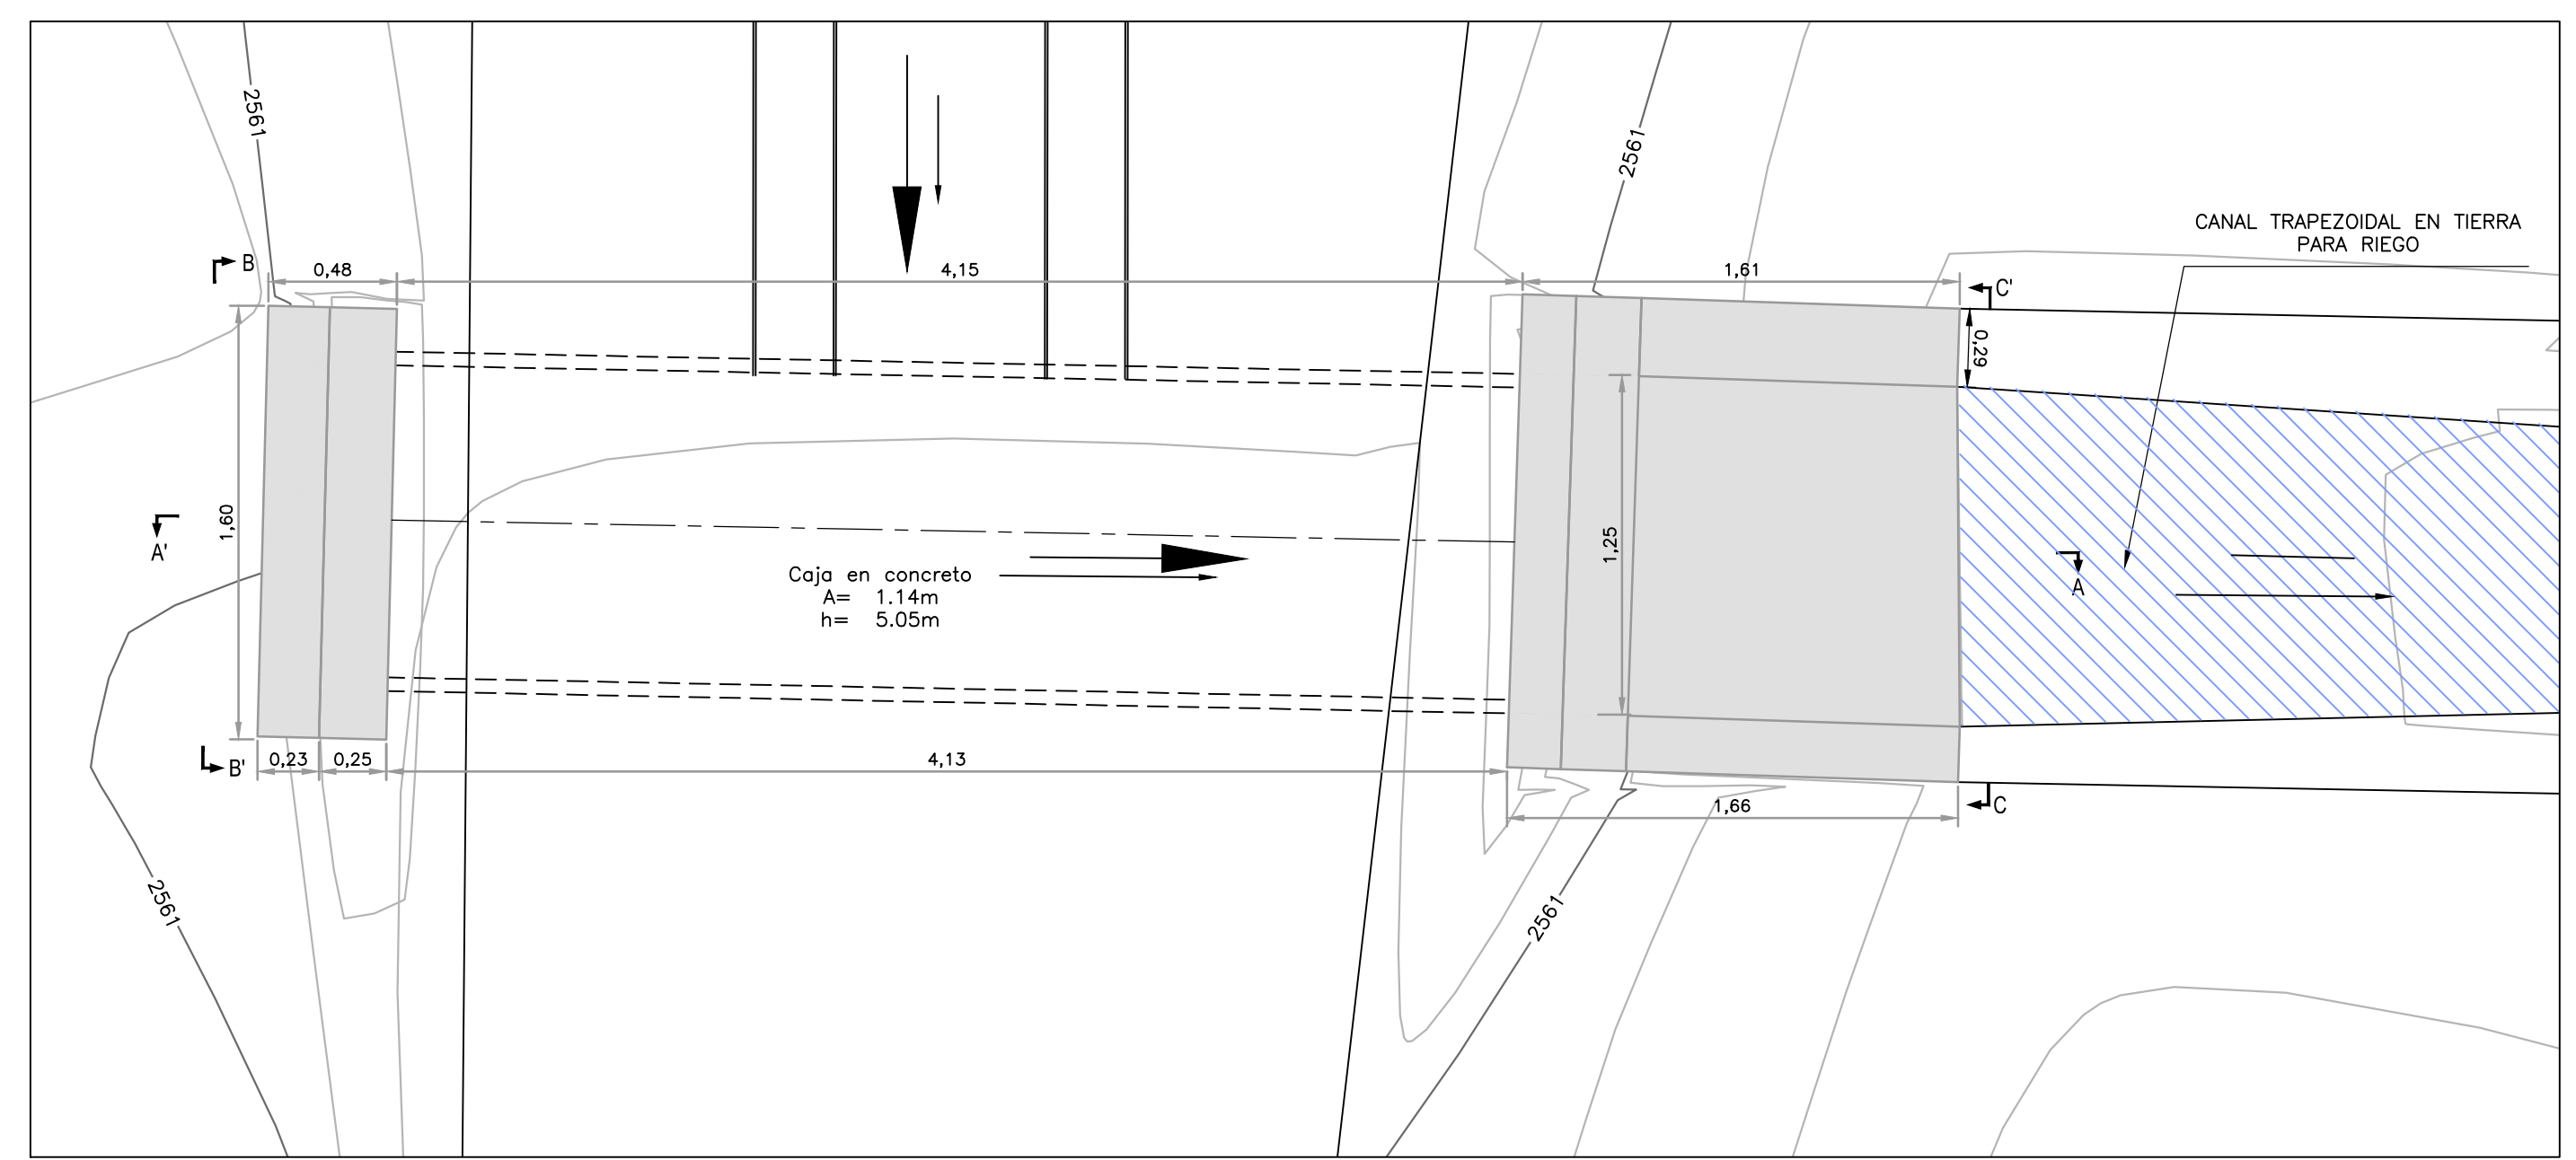 2561
2561
CANAL TRAPEZOIDAL EN TIERRA
PARA RIEGO
B
0,48
4,15
1,61
C'
0,29
1,60
A'
1,25
Caja en concreto
A= 1.14m
h= 5.05m
A
B'
0,23
0,25
4,13
1,66
C
2561
2561